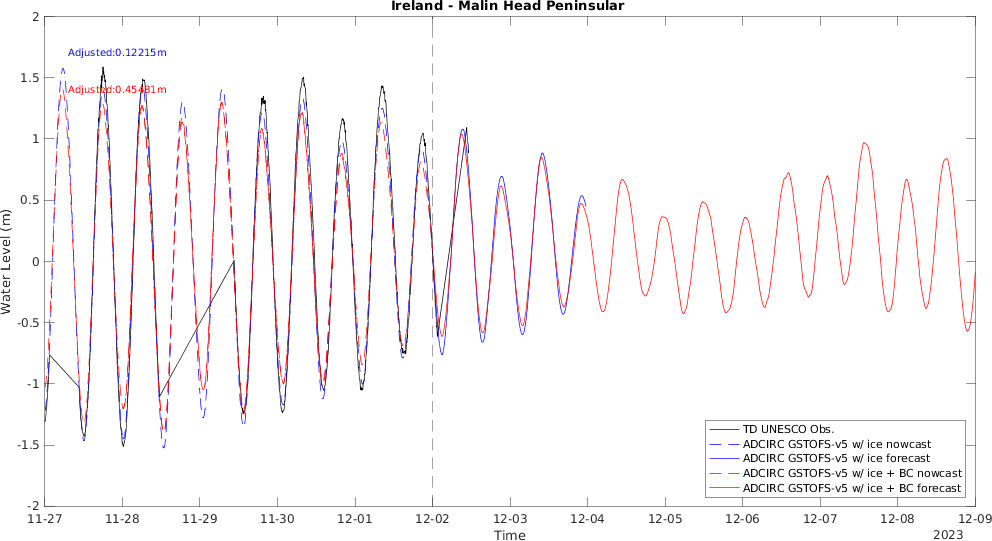 Ireland - Malin Head Peninsular
2
1.5
1
0.5
0
-0.5
-1
-1.5
-2
Water Level (m)
Adjusted:0.12215m
Adjusted:0.45431m
TD UNESCO Obs.
ADCIRC GSTOFS-v5 w/ ice nowcast
ADCIRC GSTOFS-v5 w/ ice forecast
ADCIRC GSTOFS-v5 w/ ice + BC nowcast
ADCIRC GSTOFS-v5 w/ ice + BC forecast
11-27 11-28 11-29 11-30 12-01 12-02 12-03 12-04 12-05 12-06 12-07 12-08 12-09
Time
2023